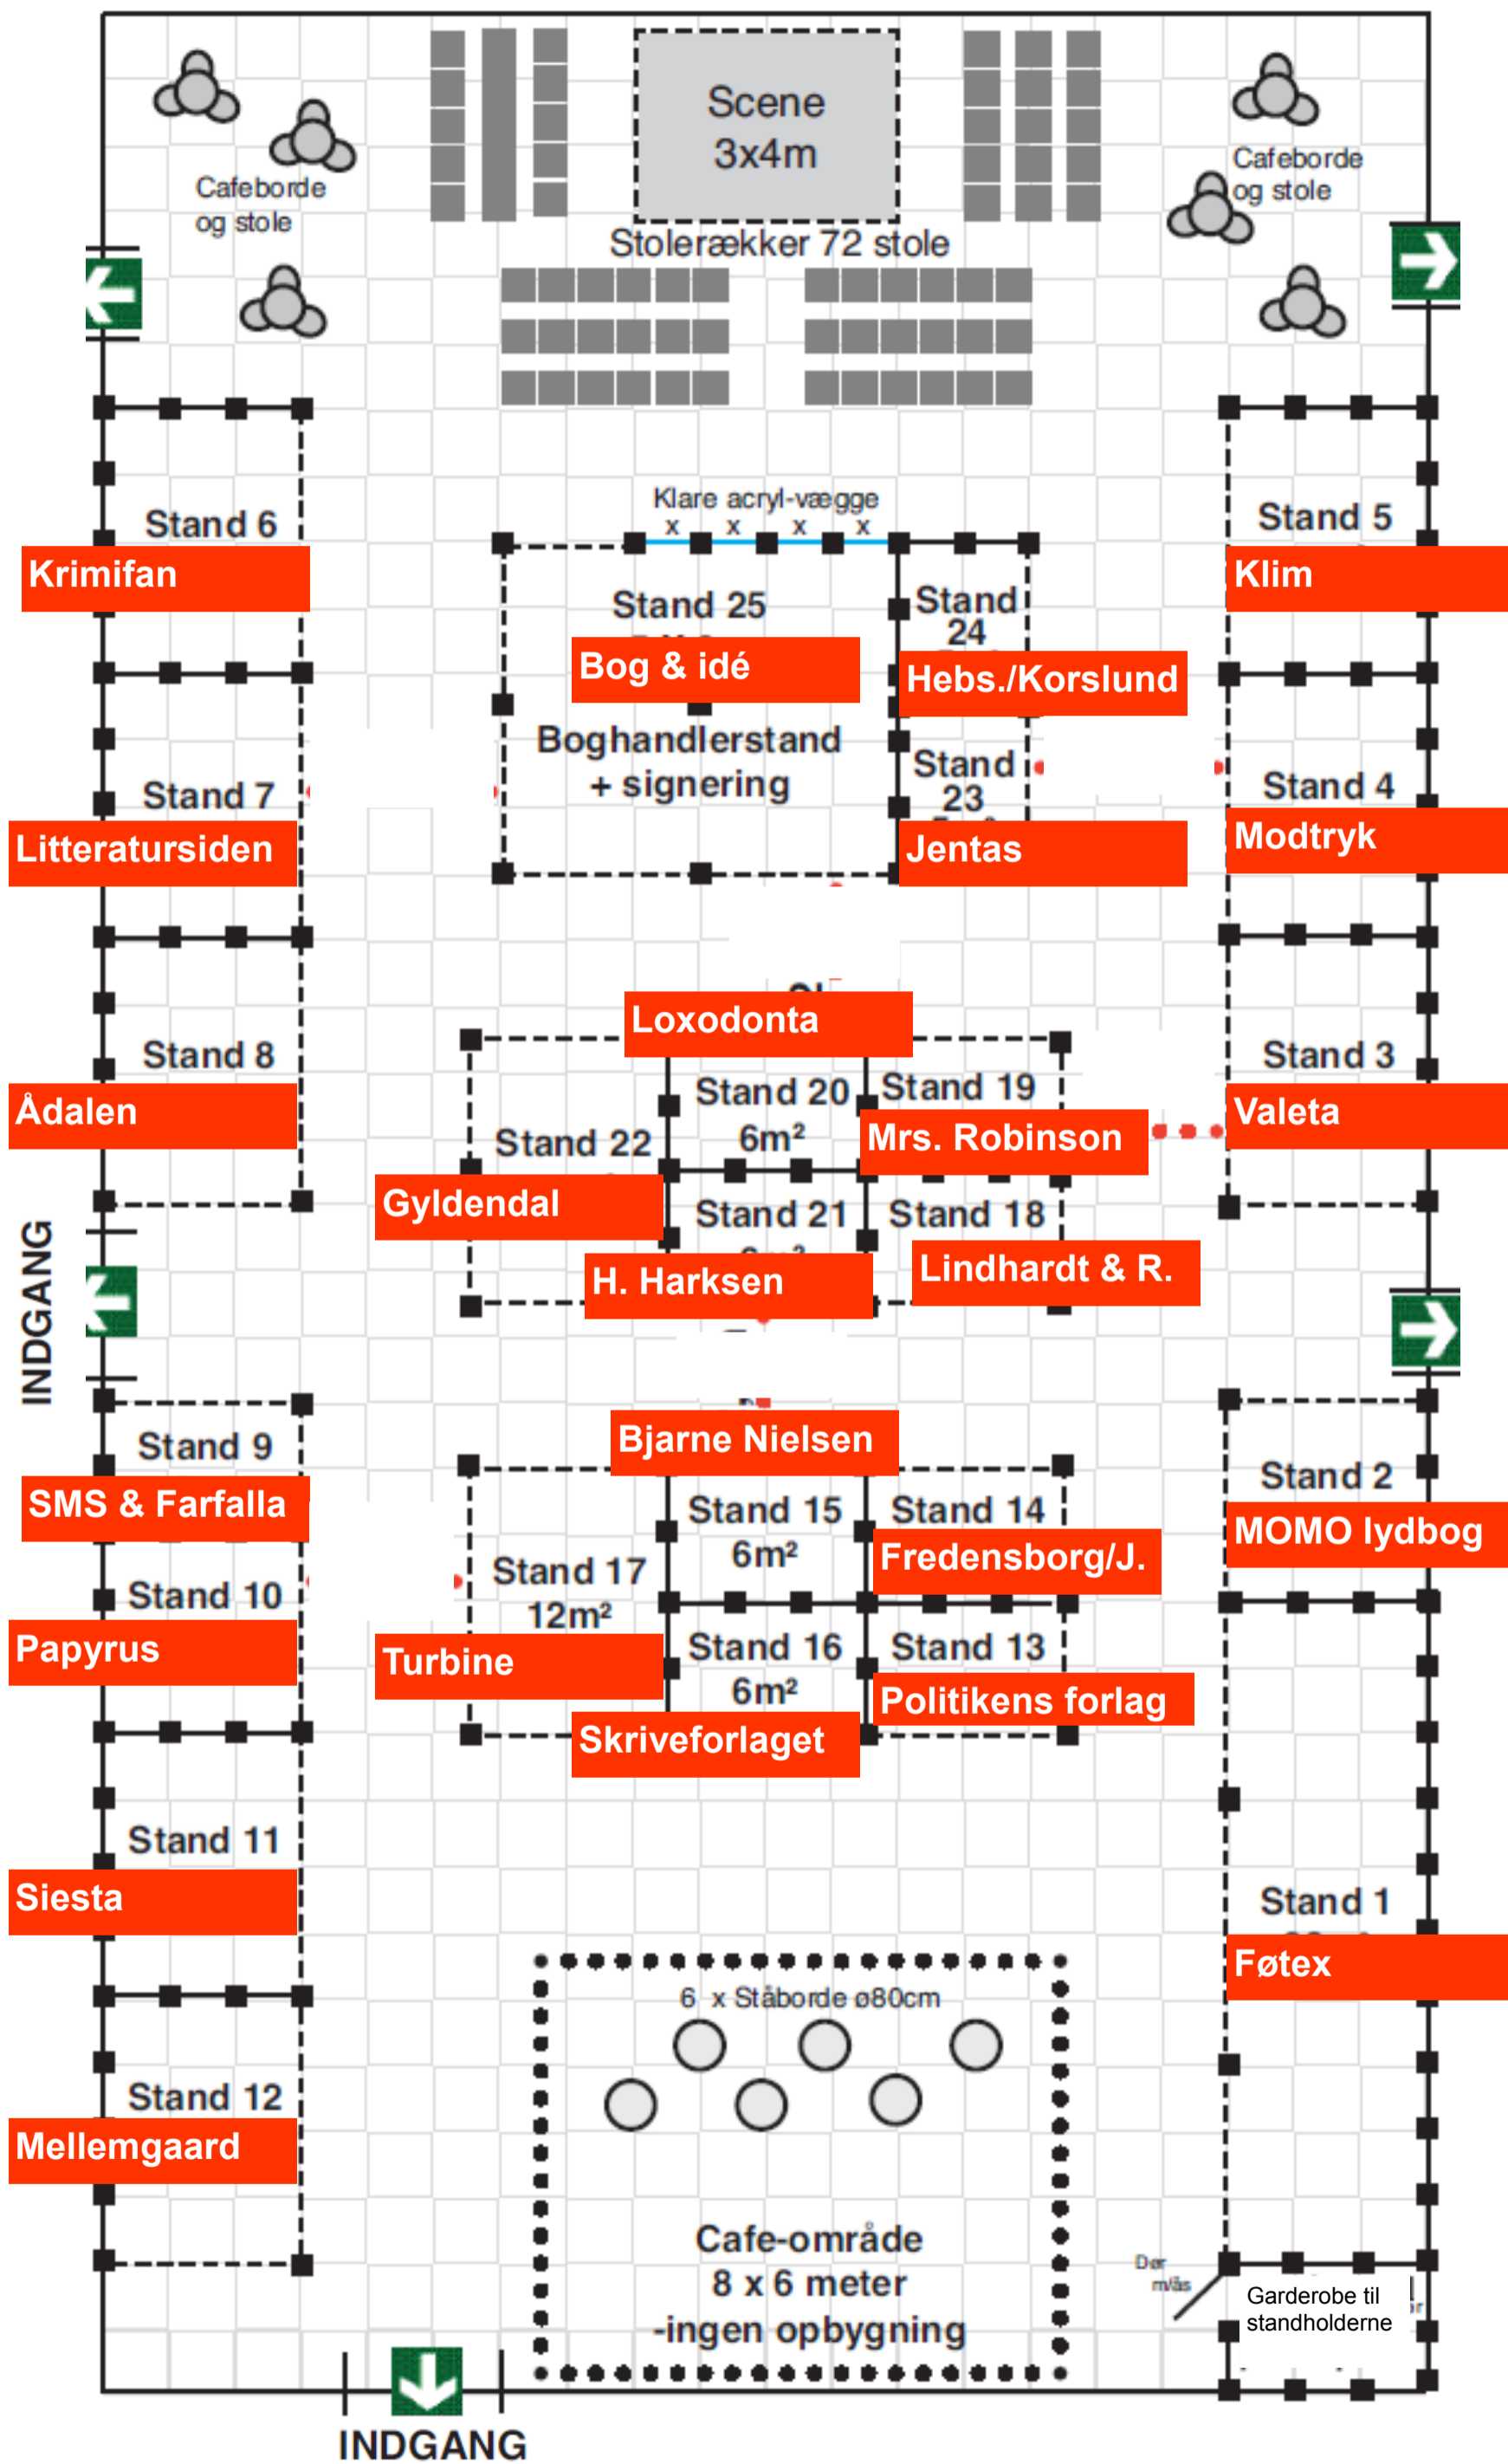 Scene
3x4m
Cafeborde
og stole
Cafeborde
og stole
Stolerækker 72 stole
Klare acryl-vægge
x x x x
Stand 6
Krimifan
Stand 5
Klim
Stand 25
Bog & idé
Boghandlerstand
+ signering
Stand
24
Hebs./Korslund
Stand
23
Jentas
Stand 7
Litteratursiden
Stand 4
Modtryk
Stand 8
Ådalen
Loxodonta
Stand 20
6m²
Stand 19
Mrs. Robinson
Stand 3
Valeta
Stand 22
Gyldendal
Stand 21
H. Harksen
Stand 18
Lindhardt & R.
INDGANG
Stand 9
SMS & Farfalla
Bjarne Nielsen
Stand 15
6m²
Stand 14
Fredensborg/J.
Stand 2
MOMO lydbog
Stand 10
Papyrus
Stand 17
12m²
Turbine
Stand 16
6m²
Skriveforlaget
Stand 13
Politikens forlag
Stand 11
Siesta
Stand 1
Føtex
6 x Ståborde ø80cm
Stand 12
Mellemgaard
Cafe-område
8 x 6 meter
-ingen opbygning
Dør
m/lås
Garderobe til
standholderne
INDGANG